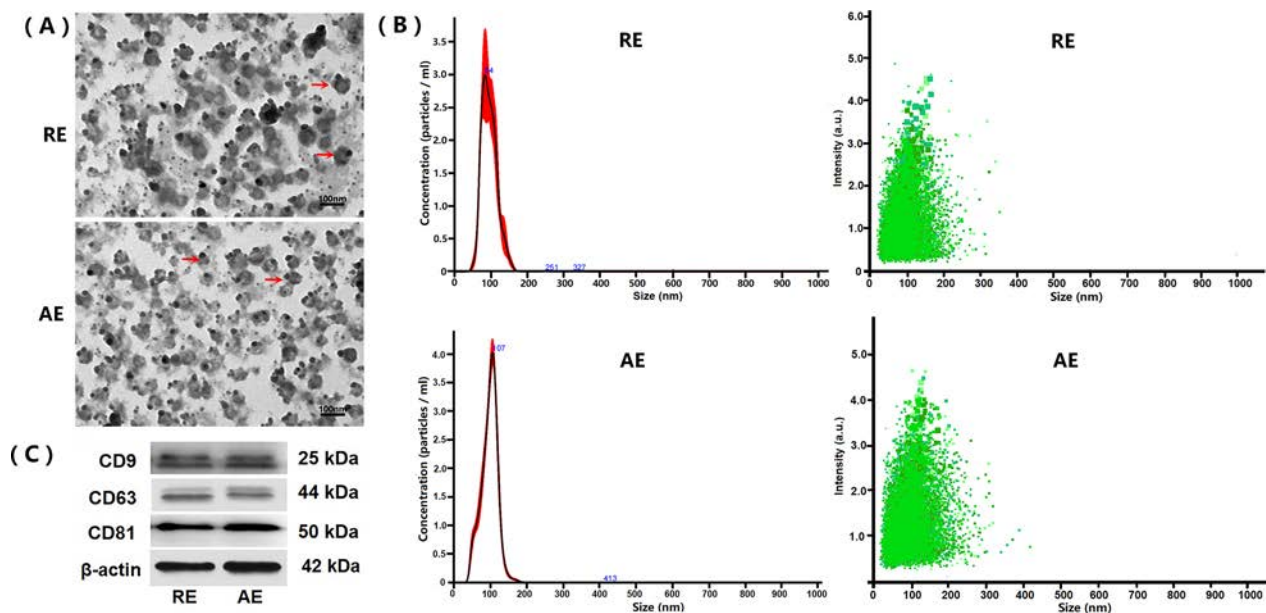 (A)
RE
100nm
AE
100nm
(B)
RE
Concentration (particles / ml)
3.5
3.0
2.5
2.0
1.5
1.0
0.5
0
251 327
0 100 200 300 400 500 600 700 800 900 1000
Size (nm)
RE
Intensity (a.u.)
6.0
5.0
4.0
3.0
2.0
1.0
0
0 100 200 300 400 500 600 700 800 900 1000
Size (nm)
AE
Concentration (particles / ml)
4.0
3.5
3.0
2.5
2.0
1.5
1.0
0.5
0
107
413
0 100 200 300 400 500 600 700 800 900 1000
Size (nm)
AE
Intensity (a.u.)
5.0
4.0
3.0
2.0
1.0
0
0 100 200 300 400 500 600 700 800 900 1000
Size (nm)
(C)
CD9 25 kDa
CD63 44 kDa
CD81 50 kDa
β-actin 42 kDa
RE AE